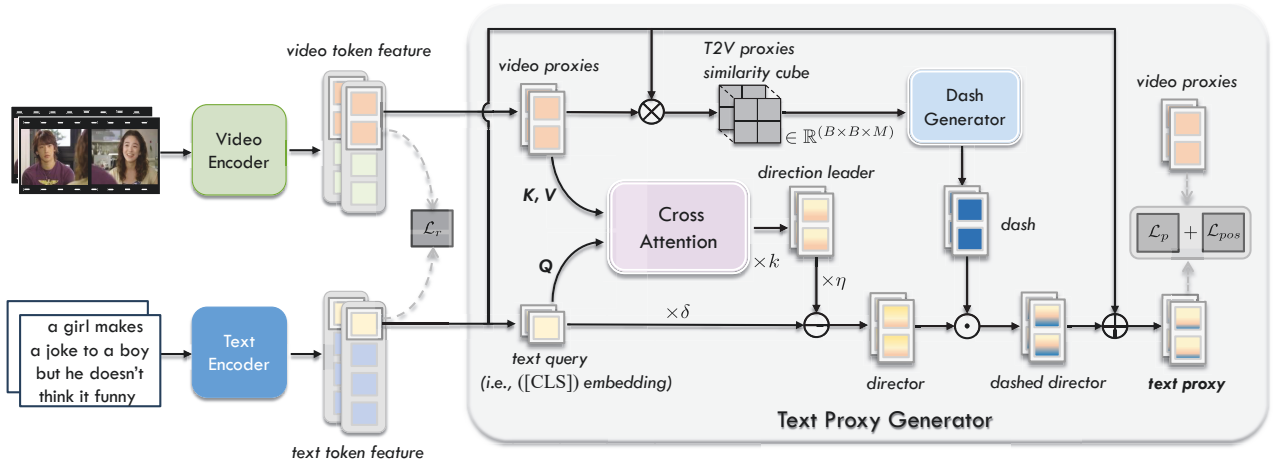 video token feature
video proxies
T2V proxies
similarity cube
video proxies
Video
Encoder
Dash
Generator
∈ ℝ^(B×B×M)
K, V
direction leader
Cross
Attention
×k
dash
ℒ_r
ℒ_p + ℒ_pos
Q
×η
×δ
a girl makes
a joke to a boy
but he doesn't
think it funny
Text
Encoder
text query
(i.e., ([CLS]) embedding)
director
dashed director
text proxy
Text Proxy Generator
text token feature